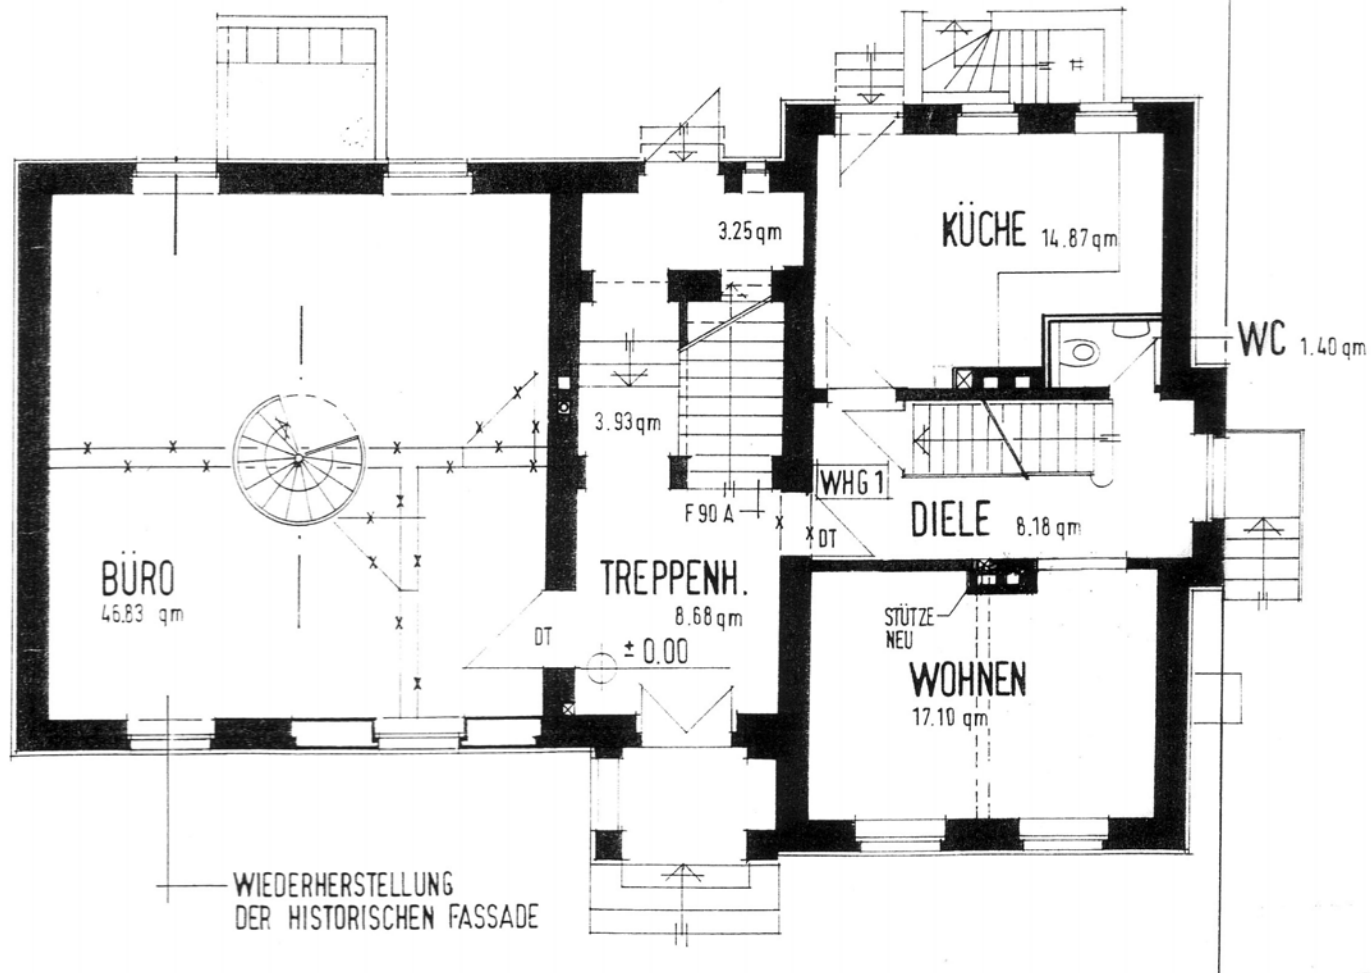 3.25 qm
KÜCHE 14.87 qm
WC 1.40 qm
3.93 qm
WHG 1
F 90 A
DT
DIELE 8.18 qm
BÜRO
46.83 qm
TREPPENH.
8.68 qm
DT
± 0.00
STÜTZE
NEU
WOHNEN
17.10 qm
WIEDERHERSTELLUNG
DER HISTORISCHEN FASSADE